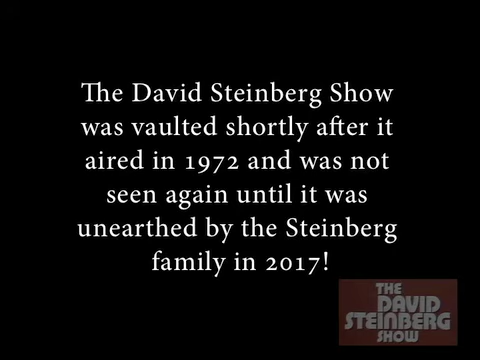 The David Steinberg Show
was vaulted shortly after it
aired in 1972 and was not
seen again until it was
unearthed by the Steinberg
family in 2017!
THE
DAVID
STEINBERG
SHOW